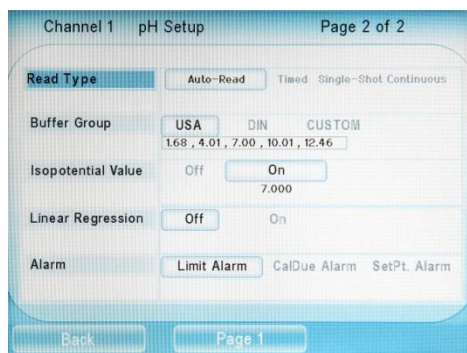 Channel 1 pH Setup Page 2 of 2
Read Type Auto-Read Timed Single-Shot Continuous
Buffer Group USA DIN CUSTOM
1.68 , 4.01 , 7.00 , 10.01 , 12.46
Isopotential Value Off On
7.000
Linear Regression Off On
Alarm Limit Alarm CalDue Alarm SetPt. Alarm
Back Page 1